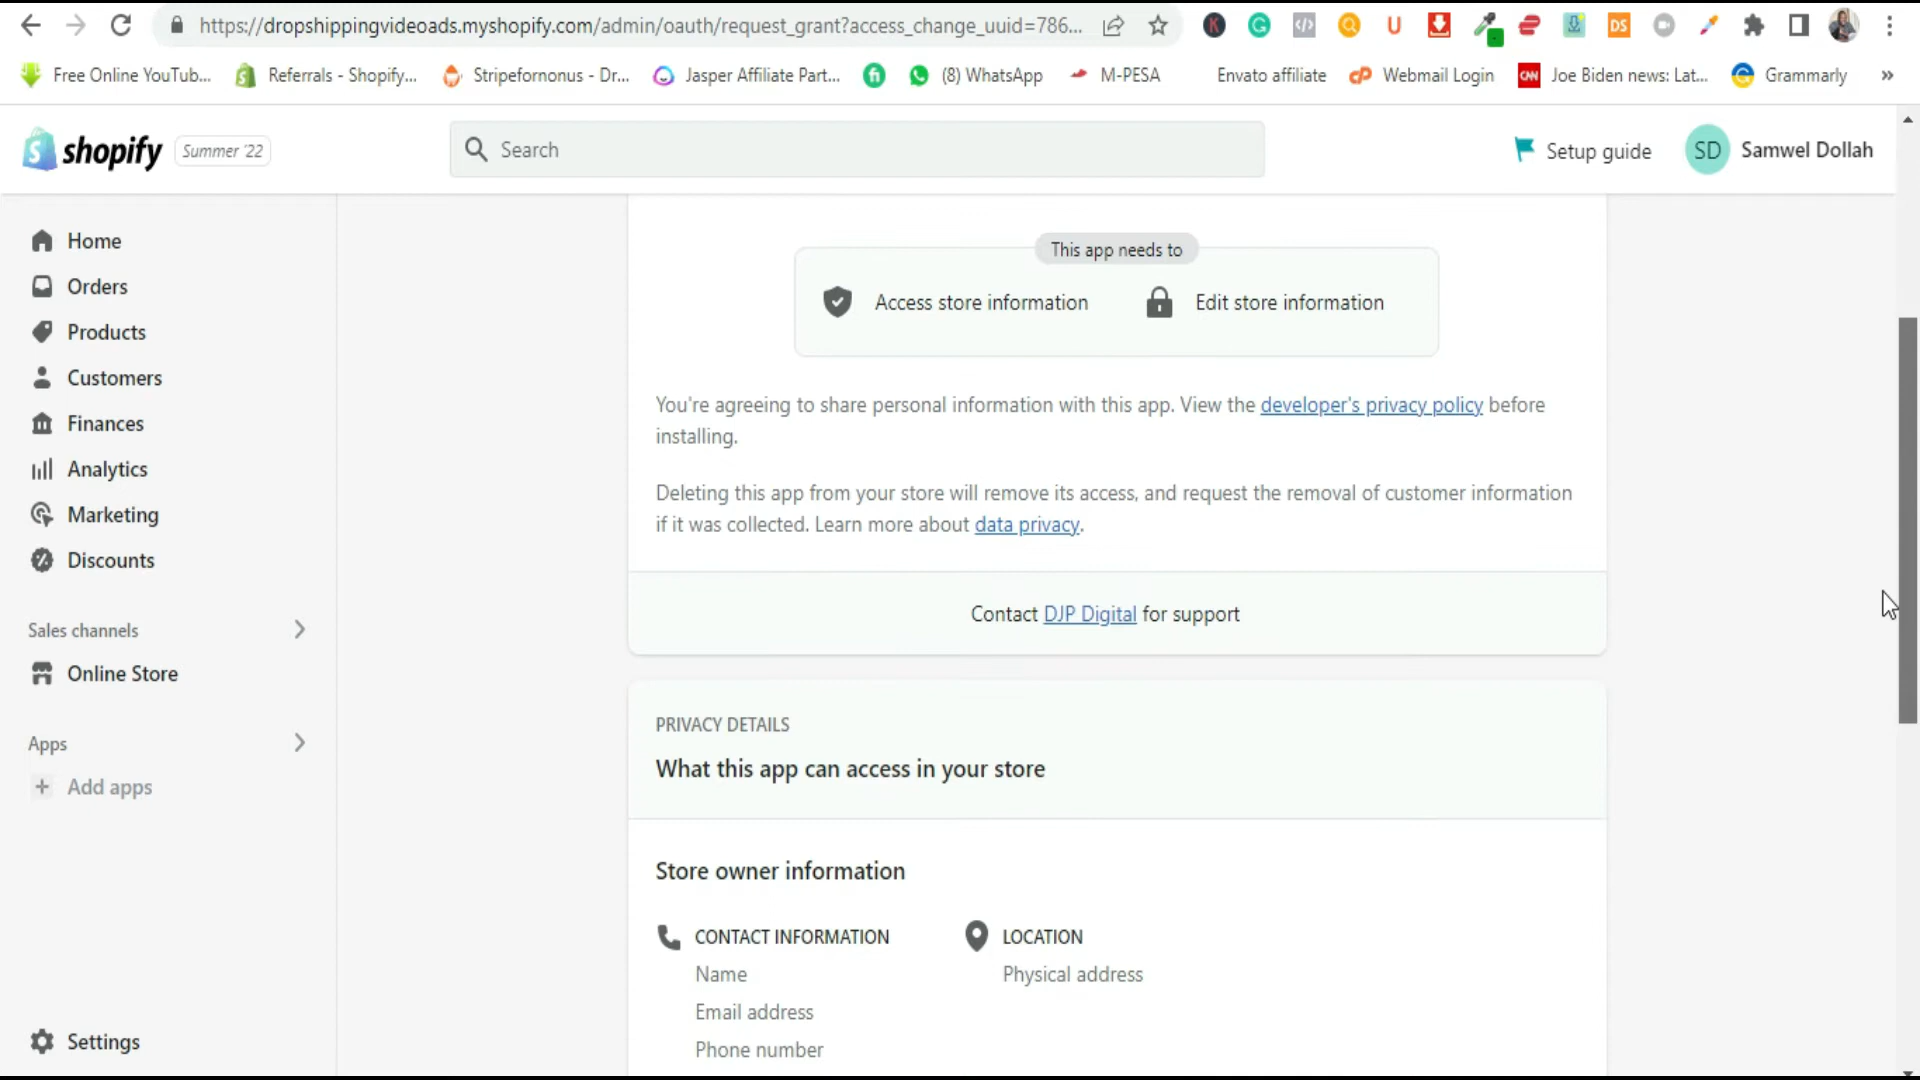 https://dropshippingvideoads.myshopify.com/admin/oauth/request_grant?access_change_uuid=786...
Free Online YouTub...
Referrals - Shopify...
Stripefornonus - Dr...
Jasper Affiliate Part...
(8) WhatsApp
M-PESA
Envato affiliate
Webmail Login
Joe Biden news: Lat...
Grammarly
»
shopify
Summer '22
Search
Setup guide
SD
Samwel Dollah
Home
Orders
Products
Customers
Finances
Analytics
Marketing
Discounts
Sales channels
Online Store
Apps
Add apps
Settings
This app needs to
Access store information
Edit store information
You're agreeing to share personal information with this app. View the developer's privacy policy before
installing.
Deleting this app from your store will remove its access, and request the removal of customer information
if it was collected. Learn more about data privacy.
Contact DJP Digital for support
PRIVACY DETAILS
What this app can access in your store
Store owner information
CONTACT INFORMATION
Name
Email address
Phone number
LOCATION
Physical address